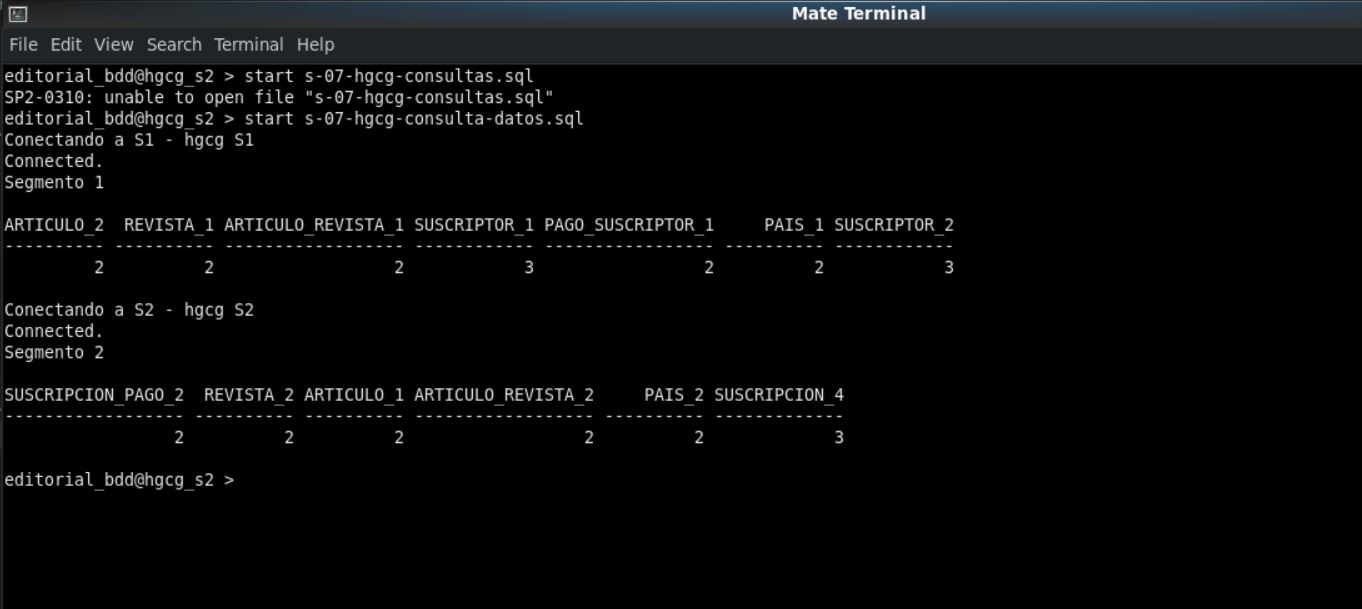 Mate Terminal
File Edit View Search Terminal Help
editorial_bdd@hgcg_s2 > start s-07-hgcg-consultas.sql
SP2-0310: unable to open file "s-07-hgcg-consultas.sql"
editorial_bdd@hgcg_s2 > start s-07-hgcg-consulta-datos.sql
Conectando a S1 - hgcg S1
Connected.
Segmento 1
ARTICULO_2  REVISTA_1 ARTICULO_REVISTA_1 SUSCRIPTOR_1 PAGO_SUSCRIPTOR_1     PAIS_1 SUSCRIPTOR_2
---------- ---------- ------------------ ------------ ----------------- ---------- ------------
         2          2                  2            3                 2          2            3
Conectando a S2 - hgcg S2
Connected.
Segmento 2
SUSCRIPCION_PAGO_2  REVISTA_2 ARTICULO_1 ARTICULO_REVISTA_2     PAIS_2 SUSCRIPCION_4
------------------ ---------- ---------- ------------------ ---------- -------------
                 2          2          2                  2          2             3
editorial_bdd@hgcg_s2 >